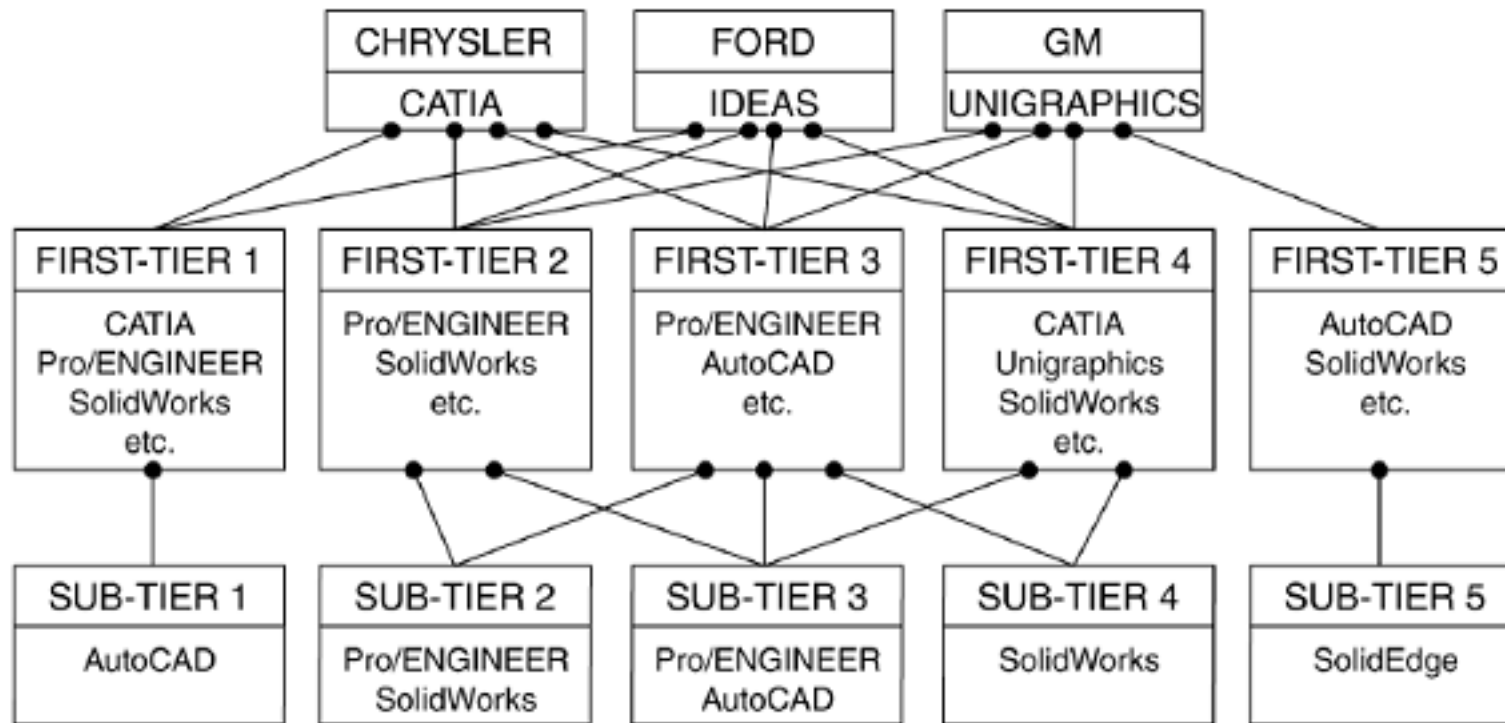 CHRYSLER
CATIA
FORD
IDEAS
GM
UNIGRAPHICS
FIRST-TIER 1
CATIA
Pro/ENGINEER
SolidWorks
etc.
FIRST-TIER 2
Pro/ENGINEER
SolidWorks
etc.
FIRST-TIER 3
Pro/ENGINEER
AutoCAD
etc.
FIRST-TIER 4
CATIA
Unigraphics
SolidWorks
etc.
FIRST-TIER 5
AutoCAD
SolidWorks
etc.
SUB-TIER 1
AutoCAD
SUB-TIER 2
Pro/ENGINEER
SolidWorks
SUB-TIER 3
Pro/ENGINEER
AutoCAD
SUB-TIER 4
SolidWorks
SUB-TIER 5
SolidEdge